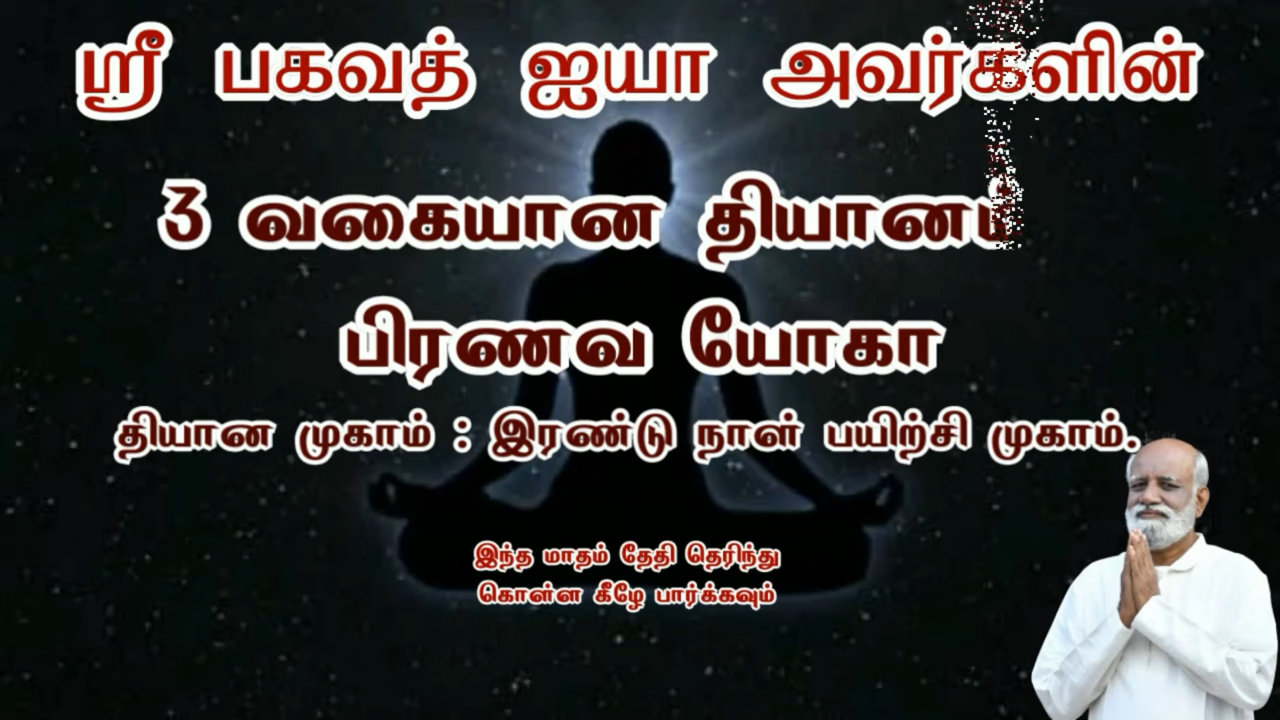 ஸ்ரீ பகவத் ஐயா அவர்களின்
3 வகையான தியானம்
பிரணவ யோகா
தியான முகாம் : இரண்டு நாள் பயிற்சி முகாம்.
இந்த மாதம் தேதி தெரிந்து
கொள்ள கீழே பார்க்கவும்